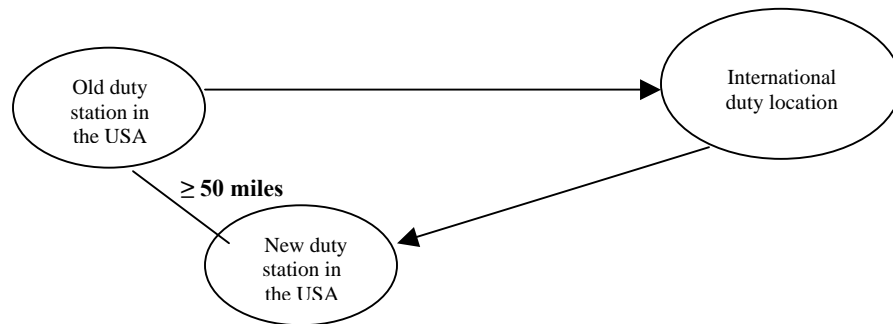 Old duty
station in
the USA
International
duty location
≥ 50 miles
New duty
station in
the USA